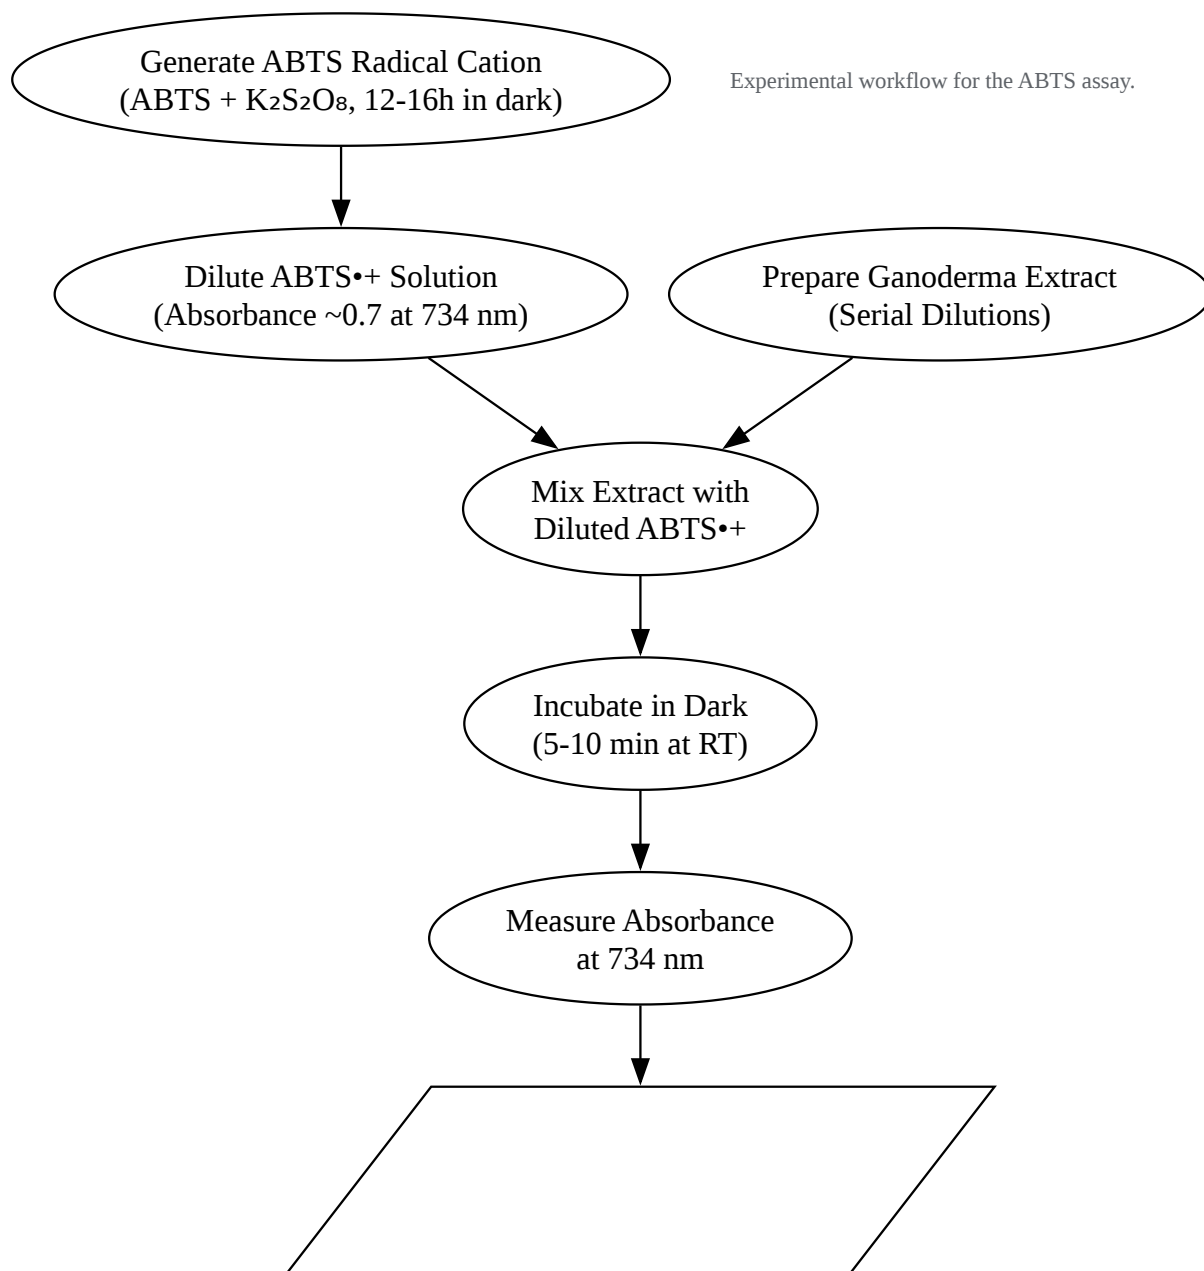 Generate ABTS Radical Cation
(ABTS + K₂S₂O₈, 12-16h in dark)
Experimental workflow for the ABTS assay.
Dilute ABTS•+ Solution
(Absorbance ~0.7 at 734 nm)
Prepare Ganoderma Extract
(Serial Dilutions)
Mix Extract with
Diluted ABTS•+
Incubate in Dark
(5-10 min at RT)
Measure Absorbance
at 734 nm